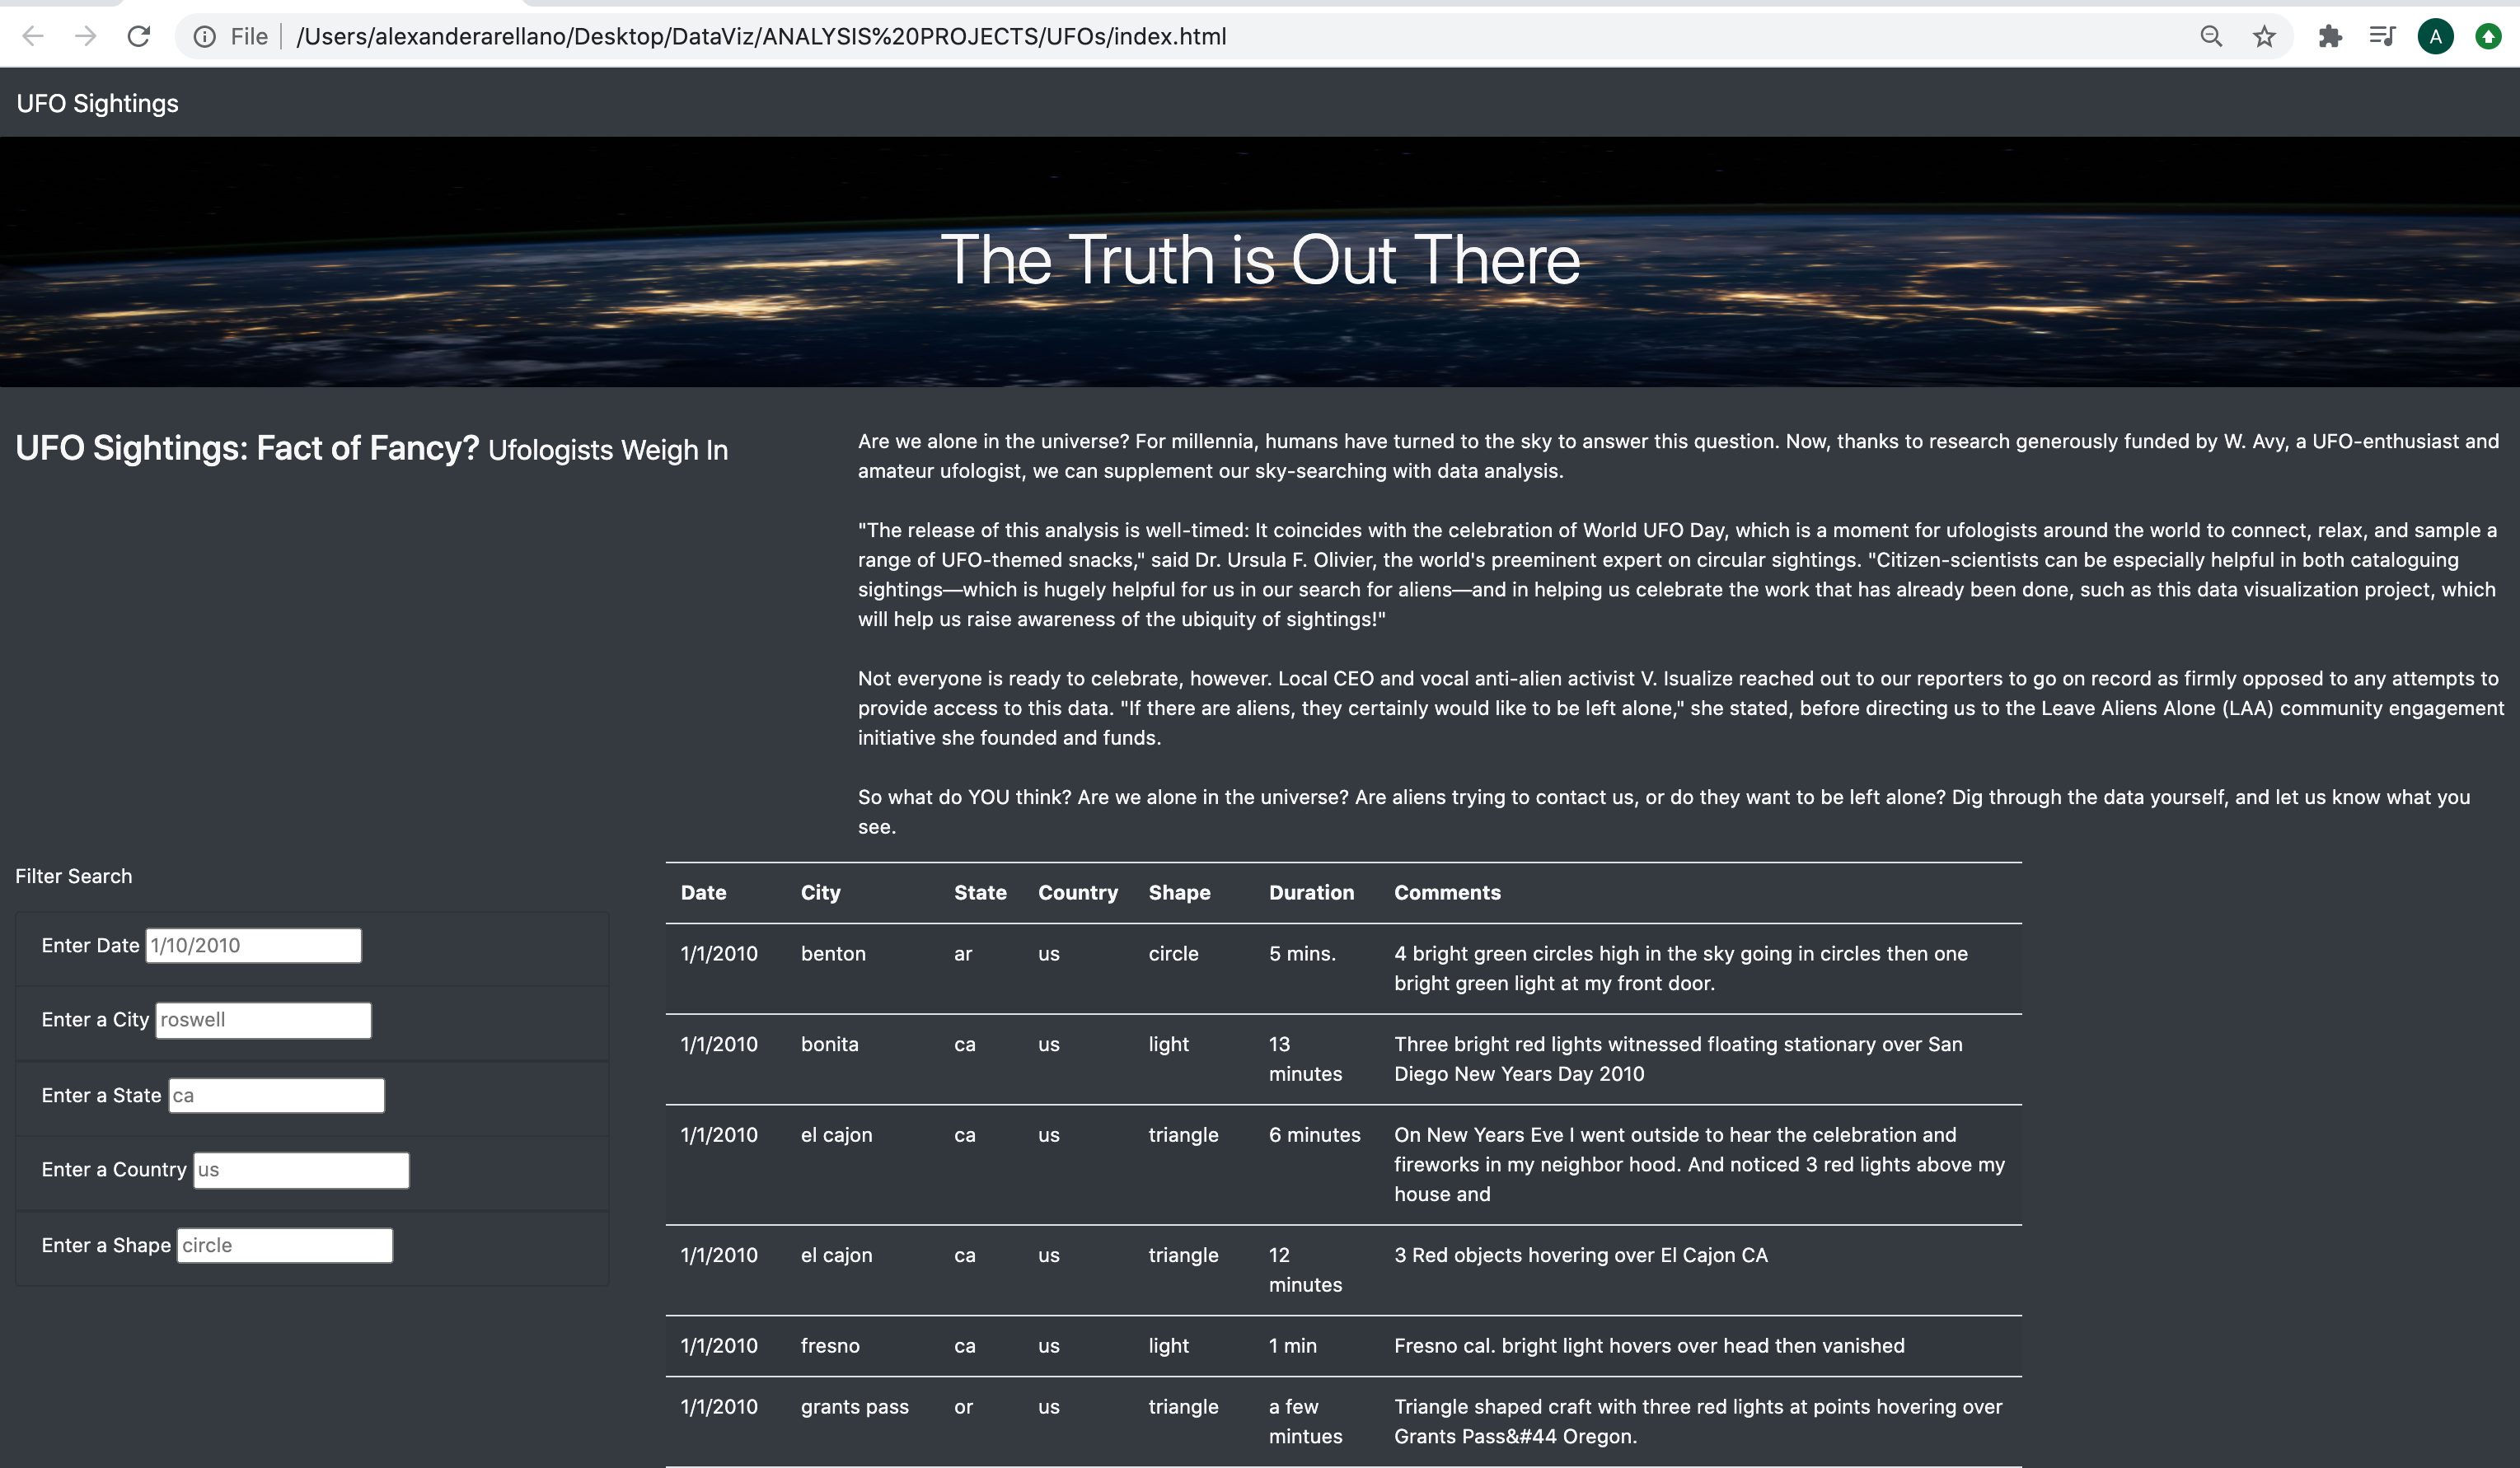 File
/Users/alexanderarellano/Desktop/DataViz/ANALYSIS%20PROJECTS/UFOs/index.html
A
UFO Sightings
The Truth is Out There
UFO Sightings: Fact of Fancy? Ufologists Weigh In
Are we alone in the universe? For millennia, humans have turned to the sky to answer this question. Now, thanks to research generously funded by W. Avy, a UFO-enthusiast and
amateur ufologist, we can supplement our sky-searching with data analysis.
"The release of this analysis is well-timed: It coincides with the celebration of World UFO Day, which is a moment for ufologists around the world to connect, relax, and sample a
range of UFO-themed snacks," said Dr. Ursula F. Olivier, the world's preeminent expert on circular sightings. "Citizen-scientists can be especially helpful in both cataloguing
sightings—which is hugely helpful for us in our search for aliens—and in helping us celebrate the work that has already been done, such as this data visualization project, which
will help us raise awareness of the ubiquity of sightings!"
Not everyone is ready to celebrate, however. Local CEO and vocal anti-alien activist V. Isualize reached out to our reporters to go on record as firmly opposed to any attempts to
provide access to this data. "If there are aliens, they certainly would like to be left alone," she stated, before directing us to the Leave Aliens Alone (LAA) community engagement
initiative she founded and funds.
So what do YOU think? Are we alone in the universe? Are aliens trying to contact us, or do they want to be left alone? Dig through the data yourself, and let us know what you
see.
Filter Search
Enter Date 1/10/2010
Enter a City roswell
Enter a State ca
Enter a Country us
Enter a Shape circle
Date City State Country Shape Duration Comments
1/1/2010 benton ar us circle 5 mins. 4 bright green circles high in the sky going in circles then one
bright green light at my front door.
1/1/2010 bonita ca us light 13 Three bright red lights witnessed floating stationary over San
minutes Diego New Years Day 2010
1/1/2010 el cajon ca us triangle 6 minutes On New Years Eve I went outside to hear the celebration and
fireworks in my neighbor hood. And noticed 3 red lights above my
house and
1/1/2010 el cajon ca us triangle 12 3 Red objects hovering over El Cajon CA
minutes
1/1/2010 fresno ca us light 1 min Fresno cal. bright light hovers over head then vanished
1/1/2010 grants pass or us triangle a few Triangle shaped craft with three red lights at points hovering over
mintues Grants Pass&#44 Oregon.